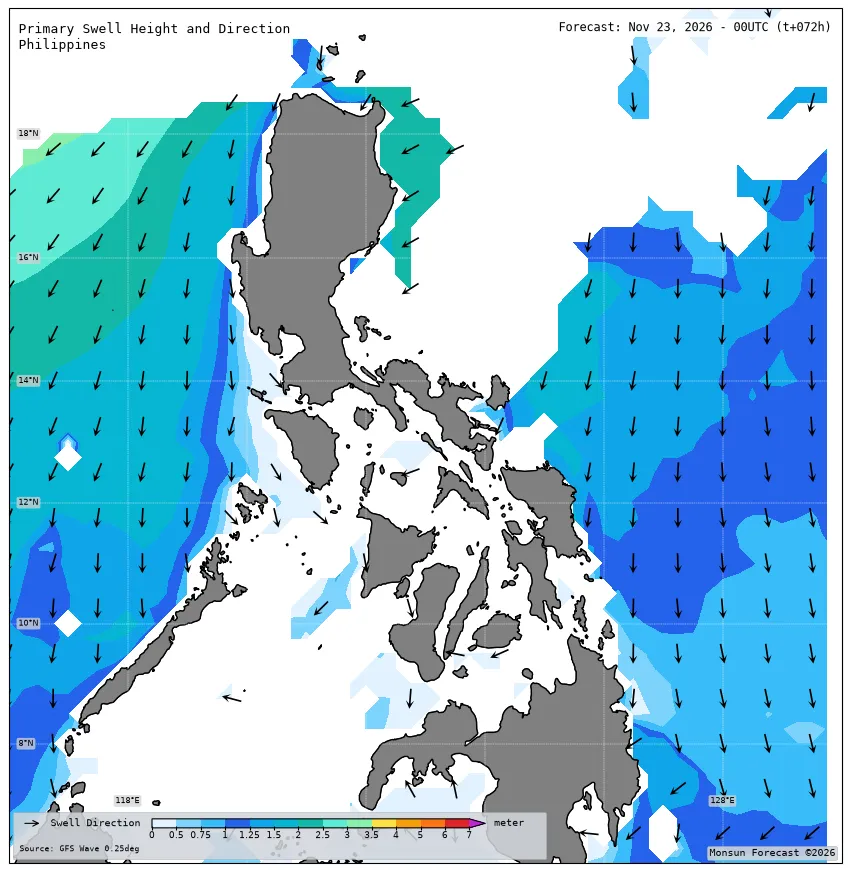 Primary Swell Height and Direction
Philippines
Forecast: Nov 23, 2026 - 00UTC (t+072h)
18°N
16°N
14°N
12°N
10°N
8°N
118°E
128°E
Swell Direction
0 0.5 0.75 1 1.25 1.5 2 2.5 3 3.5 4 5 6 7
meter
Source: GFS Wave 0.25deg
Monsun Forecast ©2026